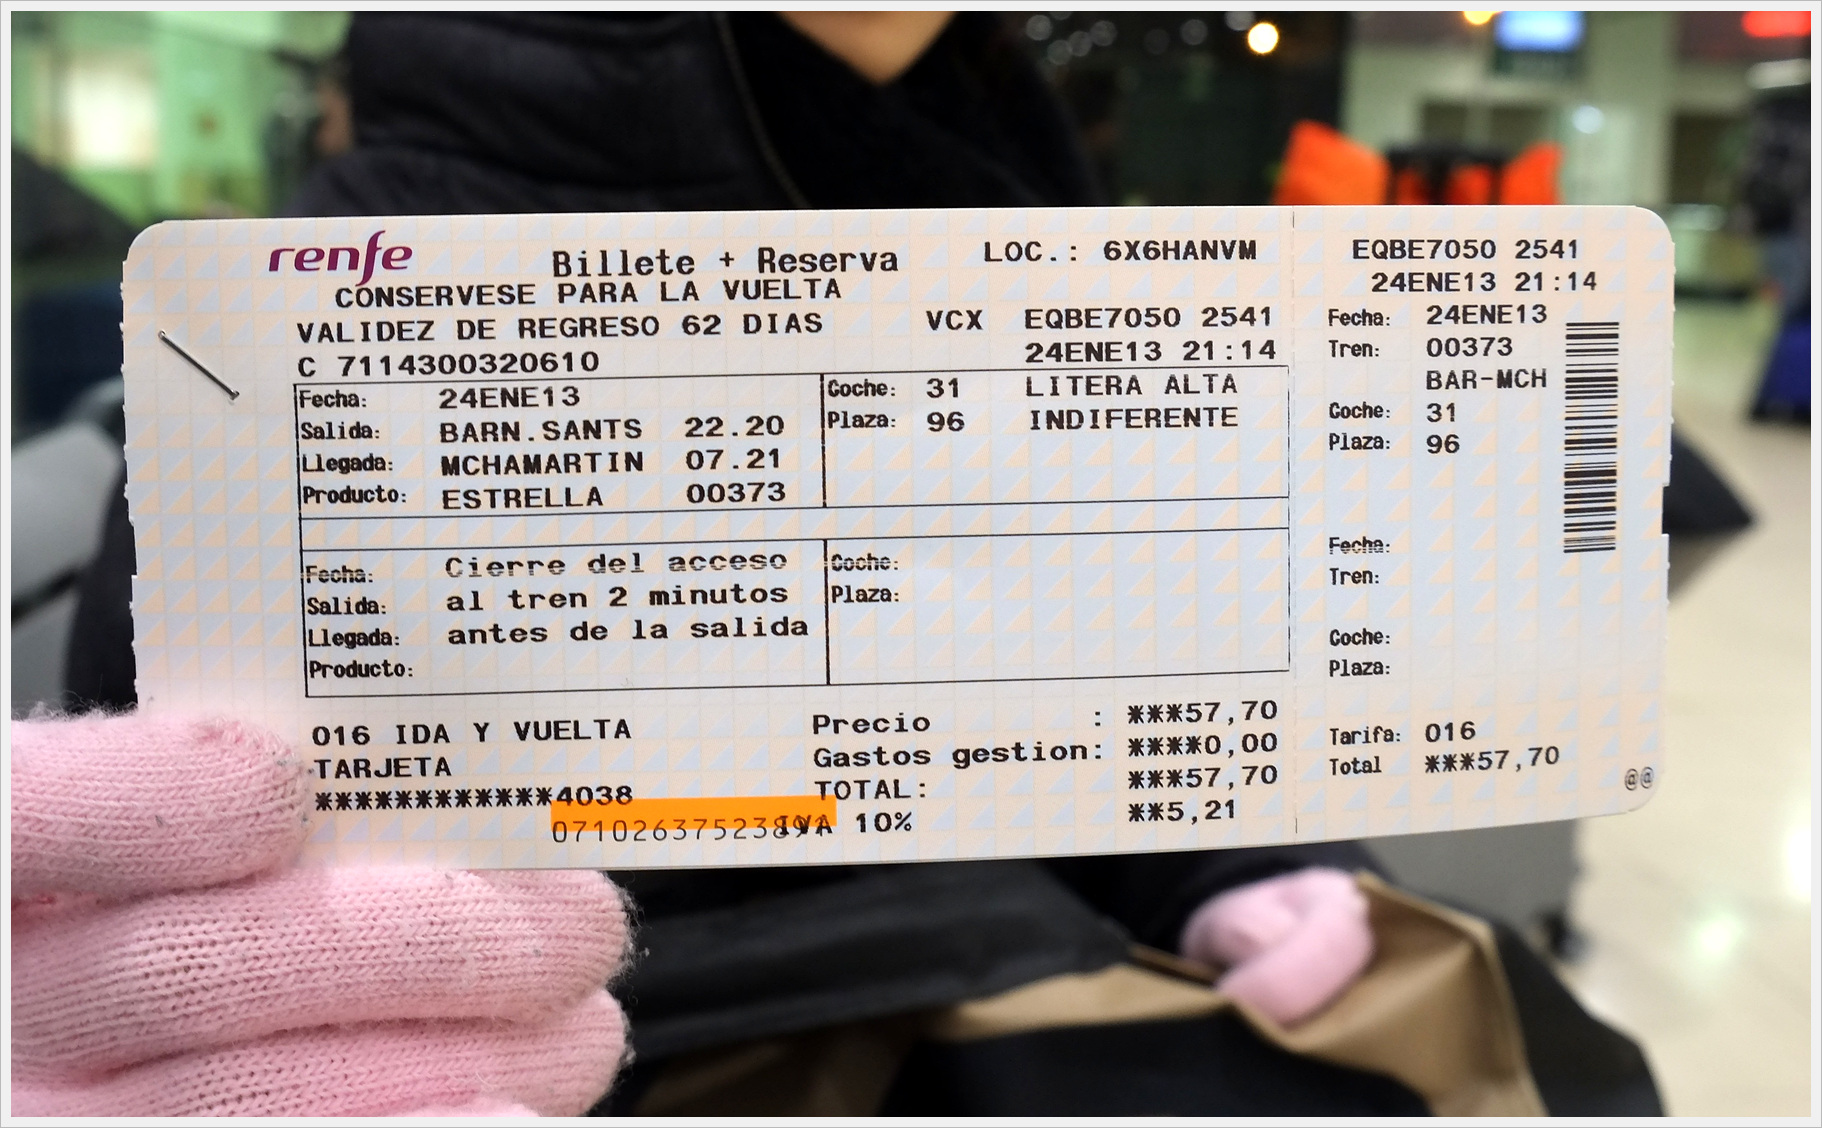 renfe
Billete + Reserva
LOC.: 6X6HANVM
CONSERVESE PARA LA VUELTA
VALIDEZ DE REGRESO 62 DIAS
VCX EQBE7050 2541
C 7114300320610
24ENE13 21:14
Fecha: 24ENE13
Salida: BARN.SANTS 22.20
Llegada: MCHAMARTIN 07.21
Producto: ESTRELLA 00373
Coche: 31 LITERA ALTA
Plaza: 96 INDIFERENTE
Fecha: Cierre del acceso
Salida: al tren 2 minutos
Llegada: antes de la salida
Producto:
Coche:
Plaza:
016 IDA Y VUELTA
TARJETA
************4038
Precio : ***57,70
Gastos gestion: ****0,00
TOTAL: ***57,70
IVA 10% **5,21
EQBE7050 2541
24ENE13 21:14
Fecha: 24ENE13
Tren: 00373
BAR-MCH
Coche: 31
Plaza: 96
Fecha:
Tren:
Coche:
Plaza:
Tarifa: 016
Total ***57,70
@@